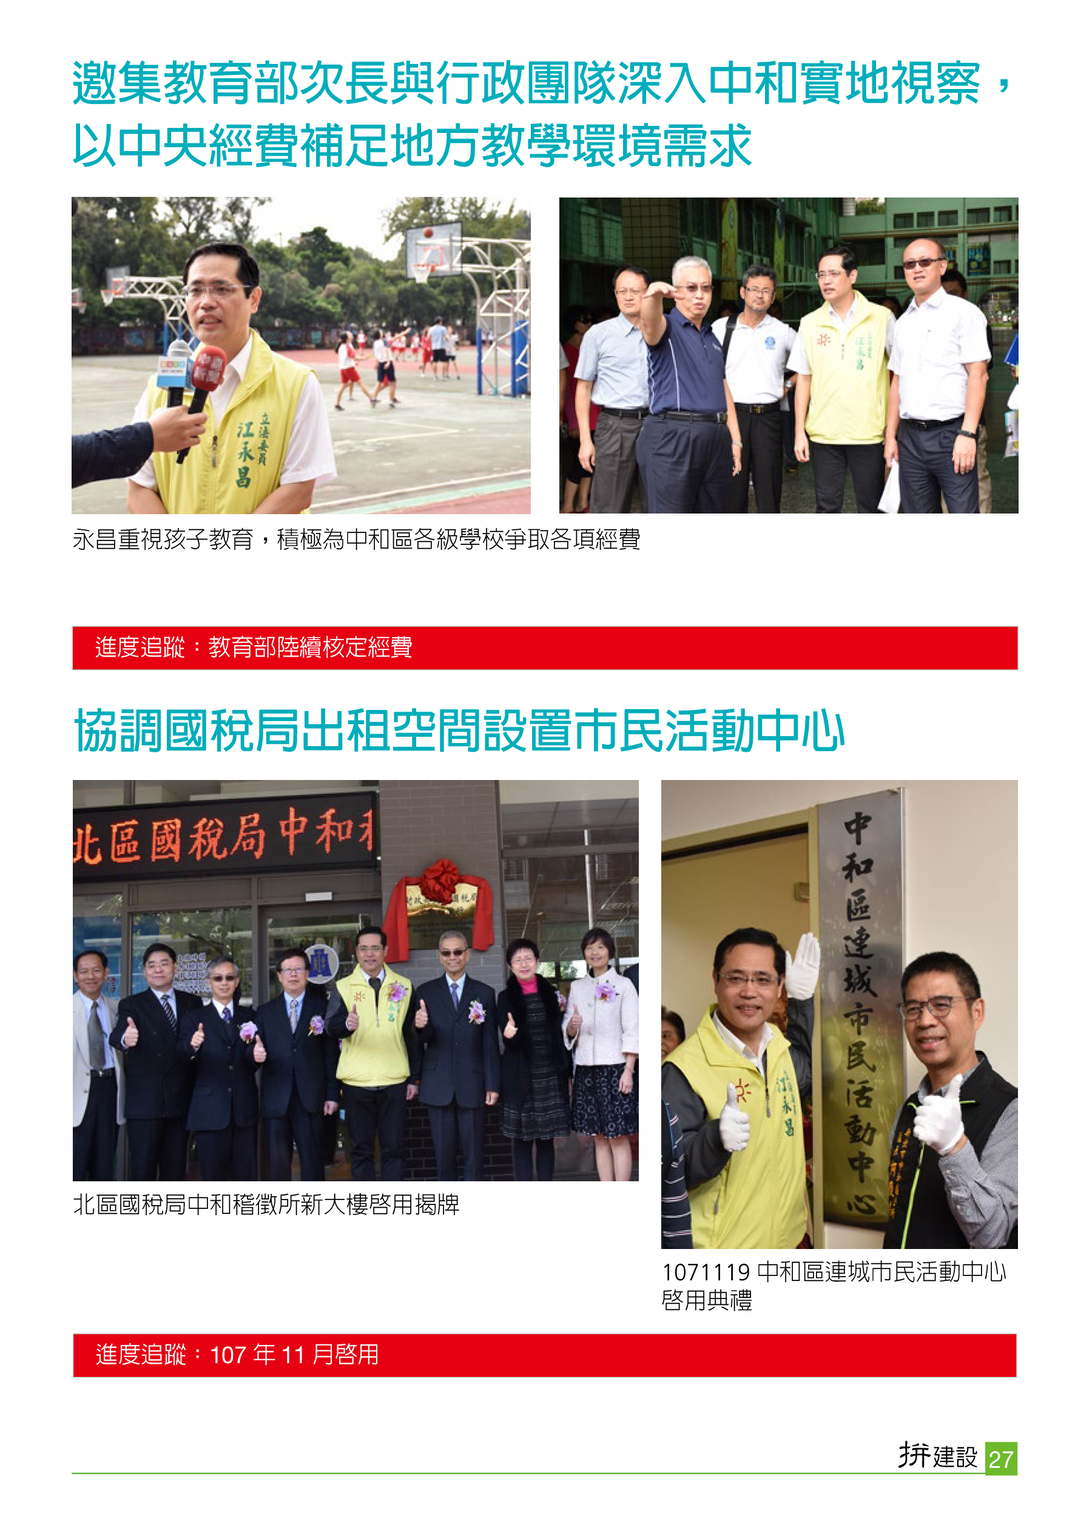 邀集教育部次長與行政團隊深入中和實地視察，
以中央經費補足地方教學環境需求
立法委員
江永昌
江永昌
永昌重視孩子教育，積極為中和區各級學校爭取各項經費
進度追蹤：教育部陸續核定經費
協調國稅局出租空間設置市民活動中心
北區國稅局中和
中和區連城市民活動中心
江永昌
北區國稅局中和稽徵所新大樓啓用揭牌
1071119 中和區連城市民活動中心
啓用典禮
進度追蹤：107 年 11 月啓用
拚建設 27